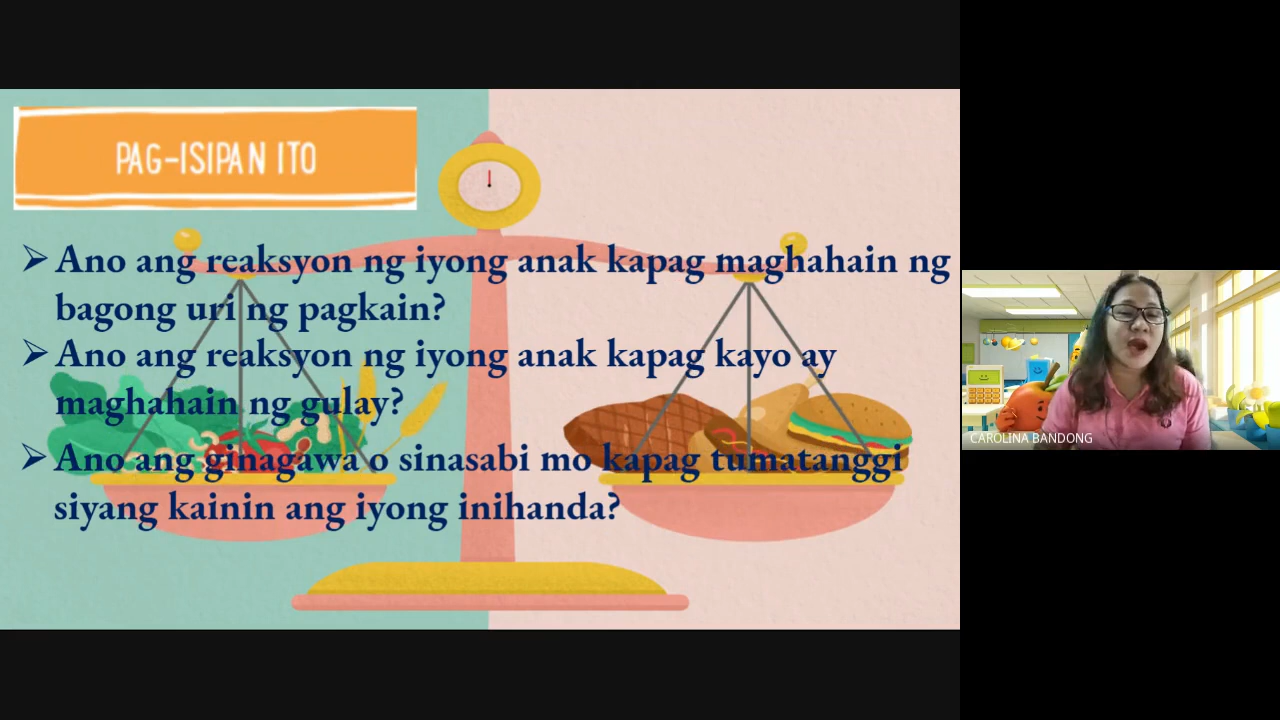 PAG-ISIPAN ITO
➢ Ano ang reaksyon ng iyong anak kapag maghahain ng
bagong uri ng pagkain?
➢ Ano ang reaksyon ng iyong anak kapag kayo ay
maghahain ng gulay?
➢ Ano ang ginagawa o sinasabi mo kapag tumatanggi
siyang kainin ang iyong inihanda?
CAROLINA BANDONG